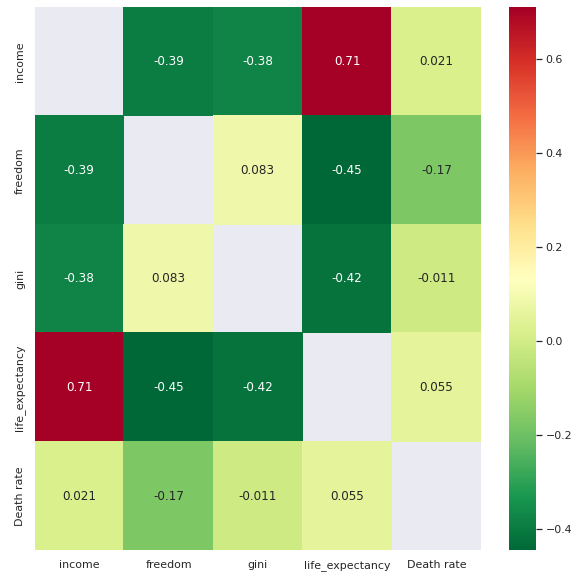 income -0.39 -0.38 0.71 0.021
freedom -0.39 0.083 -0.45 -0.17
gini -0.38 0.083 -0.42 -0.011
life_expectancy 0.71 -0.45 -0.42 0.055
Death rate 0.021 -0.17 -0.011 0.055
income freedom gini life_expectancy Death rate
0.6
0.4
0.2
0.0
−0.2
−0.4